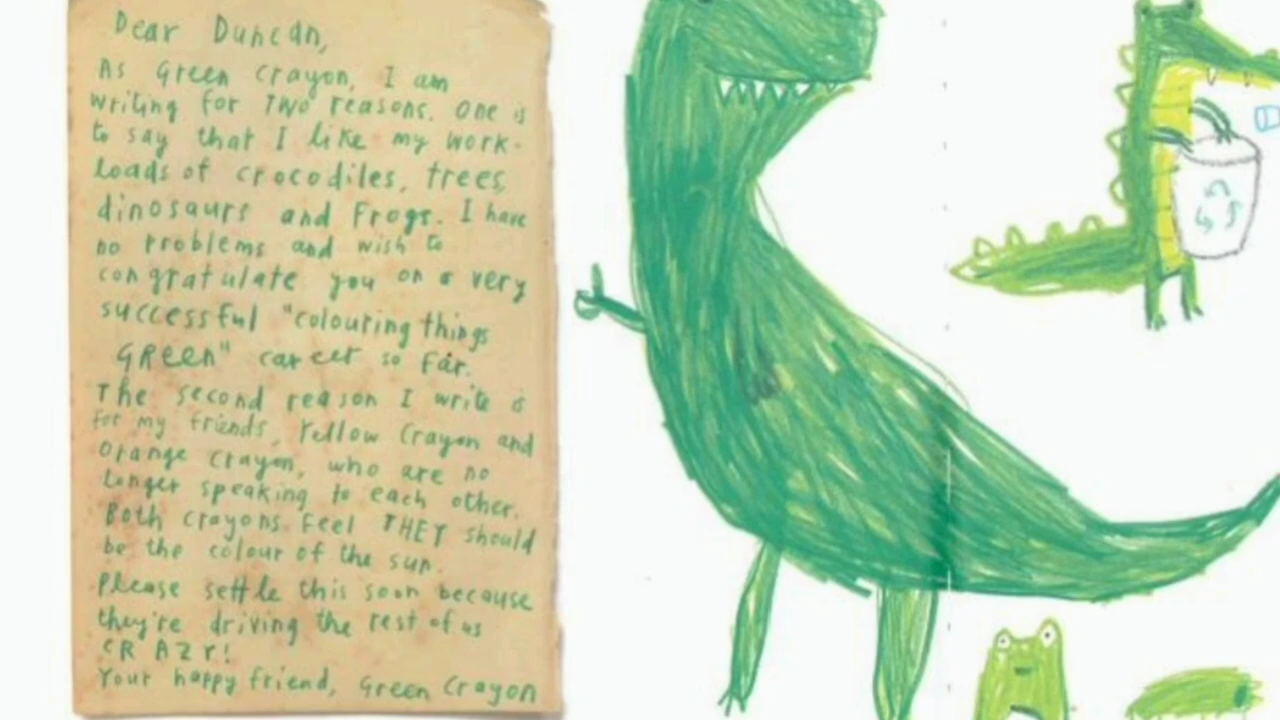 Dear Duncan,
As Green Crayon, I am
writing for TWO reasons. One is
to say that I like my work-
loads of crocodiles, trees,
dinosaurs and Frogs. I have
no problems and wish to
congratulate you on a very
successful "colouring things
GReen" career so far.
The second reason I write is
for my friends, Yellow Crayon and
Orange Crayon, who are no
longer speaking to each other.
Both crayons feel THEY should
be the colour of the sun.
Please settle this soon because
they're driving the rest of us
CRAZY!
Your happy friend, Green Crayon